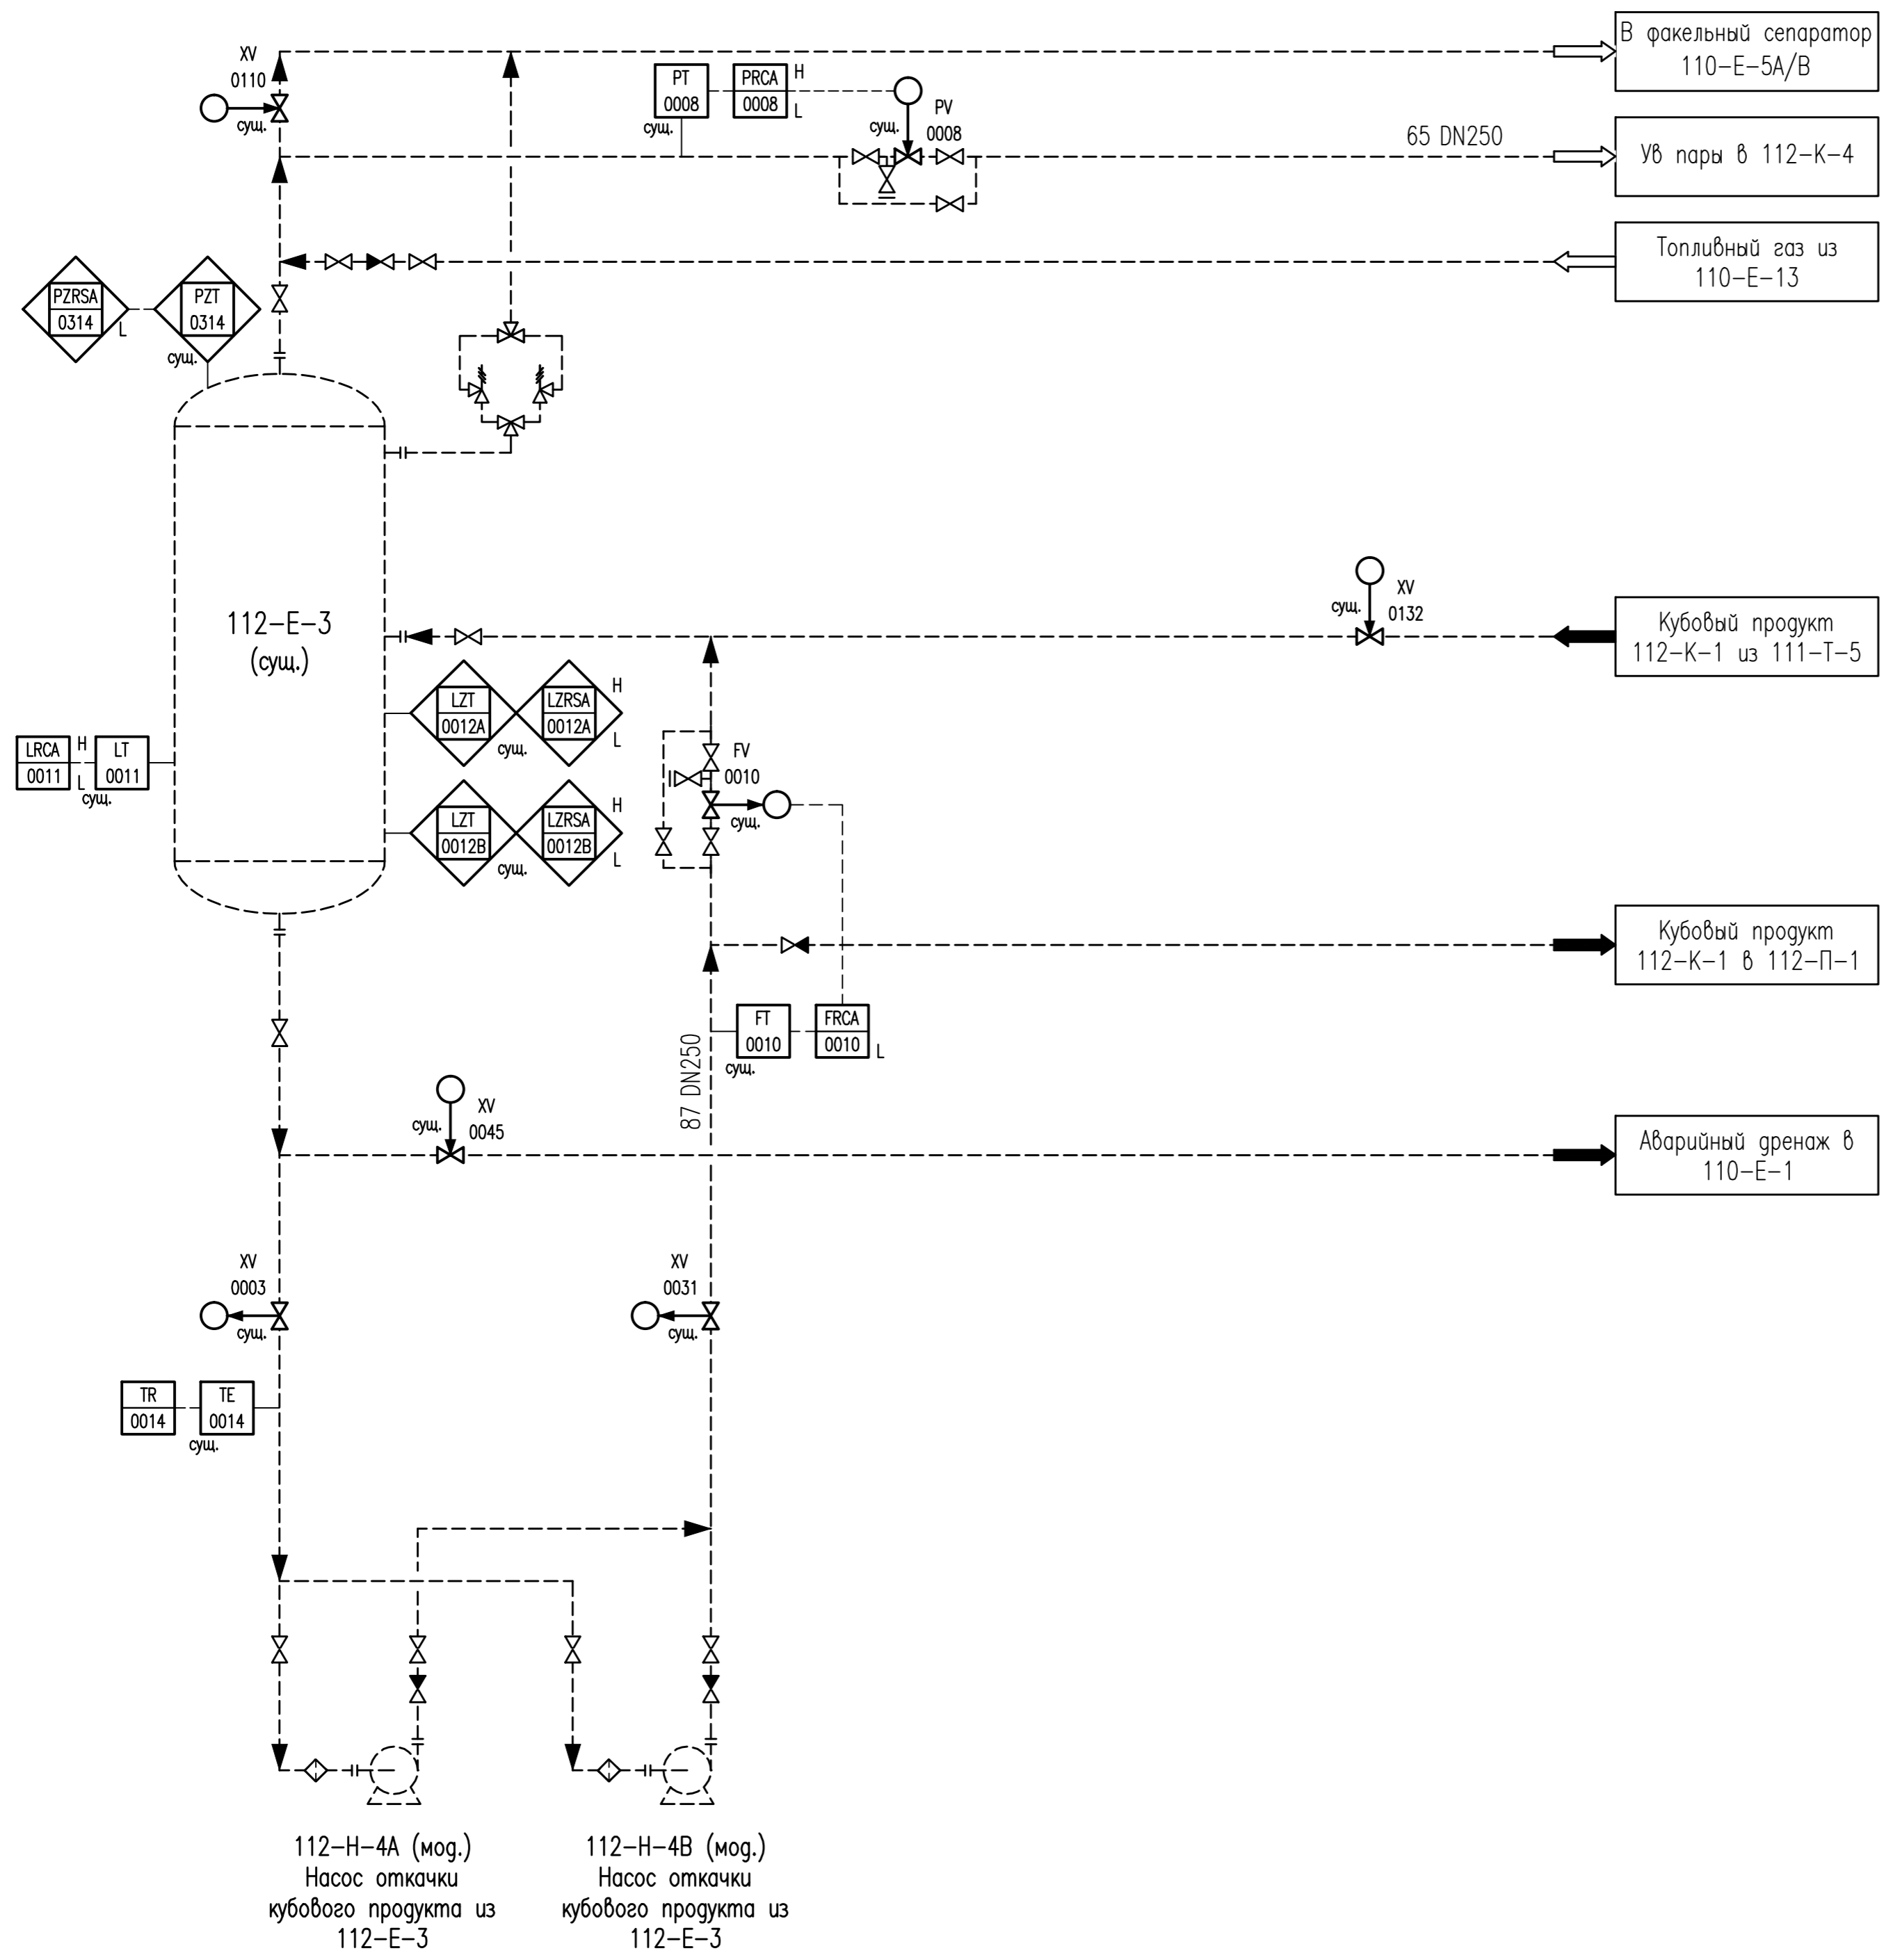 XV
0110
сущ.
PT
0008
сущ.
PRCA
0008
H
L
сущ.
PV
0008
65 DN250
В факельный сепаратор
110-Е-5А/В
Ув пары в 112-К-4
Топливный газ из
110-Е-13
PZRSA
0314
L
PZT
0314
сущ.
112-Е-3
(сущ.)
сущ.
XV
0132
Кубовый продукт
112-К-1 из 111-Т-5
LZT
0012A
сущ.
LZRSA
0012A
H
L
LRCA
0011
H
L
LT
0011
сущ.
FV
0010
сущ.
LZT
0012B
сущ.
LZRSA
0012B
H
L
Кубовый продукт
112-К-1 в 112-П-1
FT
0010
сущ.
FRCA
0010
L
87 DN250
сущ.
XV
0045
Аварийный дренаж в
110-Е-1
XV
0003
сущ.
XV
0031
сущ.
TR
0014
TE
0014
сущ.
112-Н-4А (мод.)
Насос откачки
кубового продукта из
112-Е-3
112-Н-4В (мод.)
Насос откачки
кубового продукта из
112-Е-3